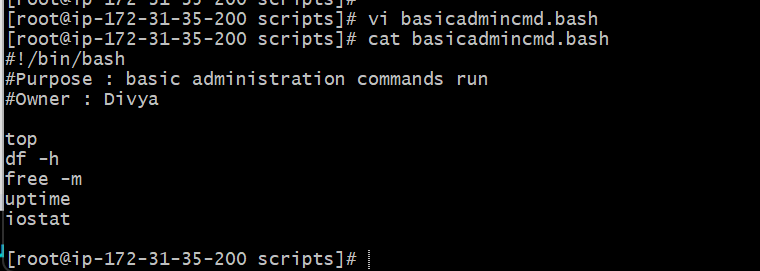 [root@ip-172-31-35-200 scripts]#
[root@ip-172-31-35-200 scripts]# vi basicadmincmd.bash
[root@ip-172-31-35-200 scripts]# cat basicadmincmd.bash
#!/bin/bash
#Purpose : basic administration commands run
#Owner : Divya
top
df -h
free -m
uptime
iostat
[root@ip-172-31-35-200 scripts]#